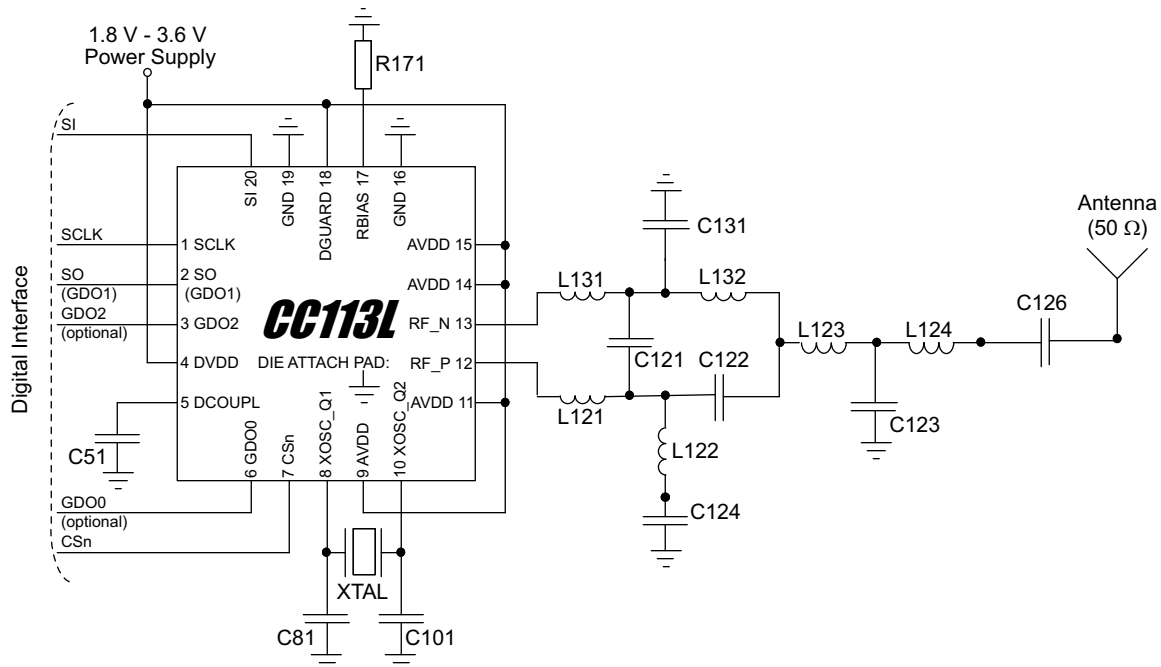 1.8 V - 3.6 V
Power Supply
R171
SI
SI 20
GND 19
DGUARD 18
RBIAS 17
GND 16
Antenna
(50 Ω)
C131
SCLK
1 SCLK
AVDD 15
SO
(GDO1)
2 SO
(GDO1)
AVDD 14
L131
L132
GDO2
(optional)
3 GDO2
CC113L
RF_N 13
C126
Digital Interface
4 DVDD
DIE ATTACH PAD:
RF_P 12
C121
C122
L123
L124
5 DCOUPL
AVDD 11
L121
C123
C51
6 GDO0
7 CSn
8 XOSC_Q1
9 AVDD
10 XOSC_Q2
L122
GDO0
(optional)
C124
CSn
XTAL
C81
C101